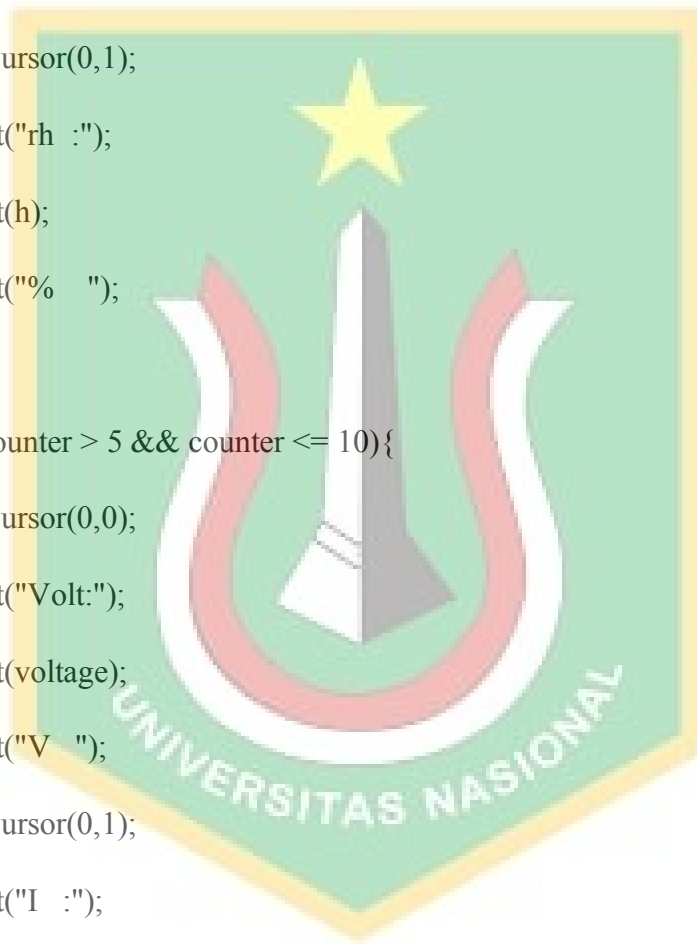 ursor(0,1);
t("rh :");
t(h);
t("% ");
ounter > 5 && counter <= 10){
ursor(0,0);
t("Volt:");
t(voltage);
t("V ");
ursor(0,1);
t("I :");
UNIVERSITAS NASIONAL